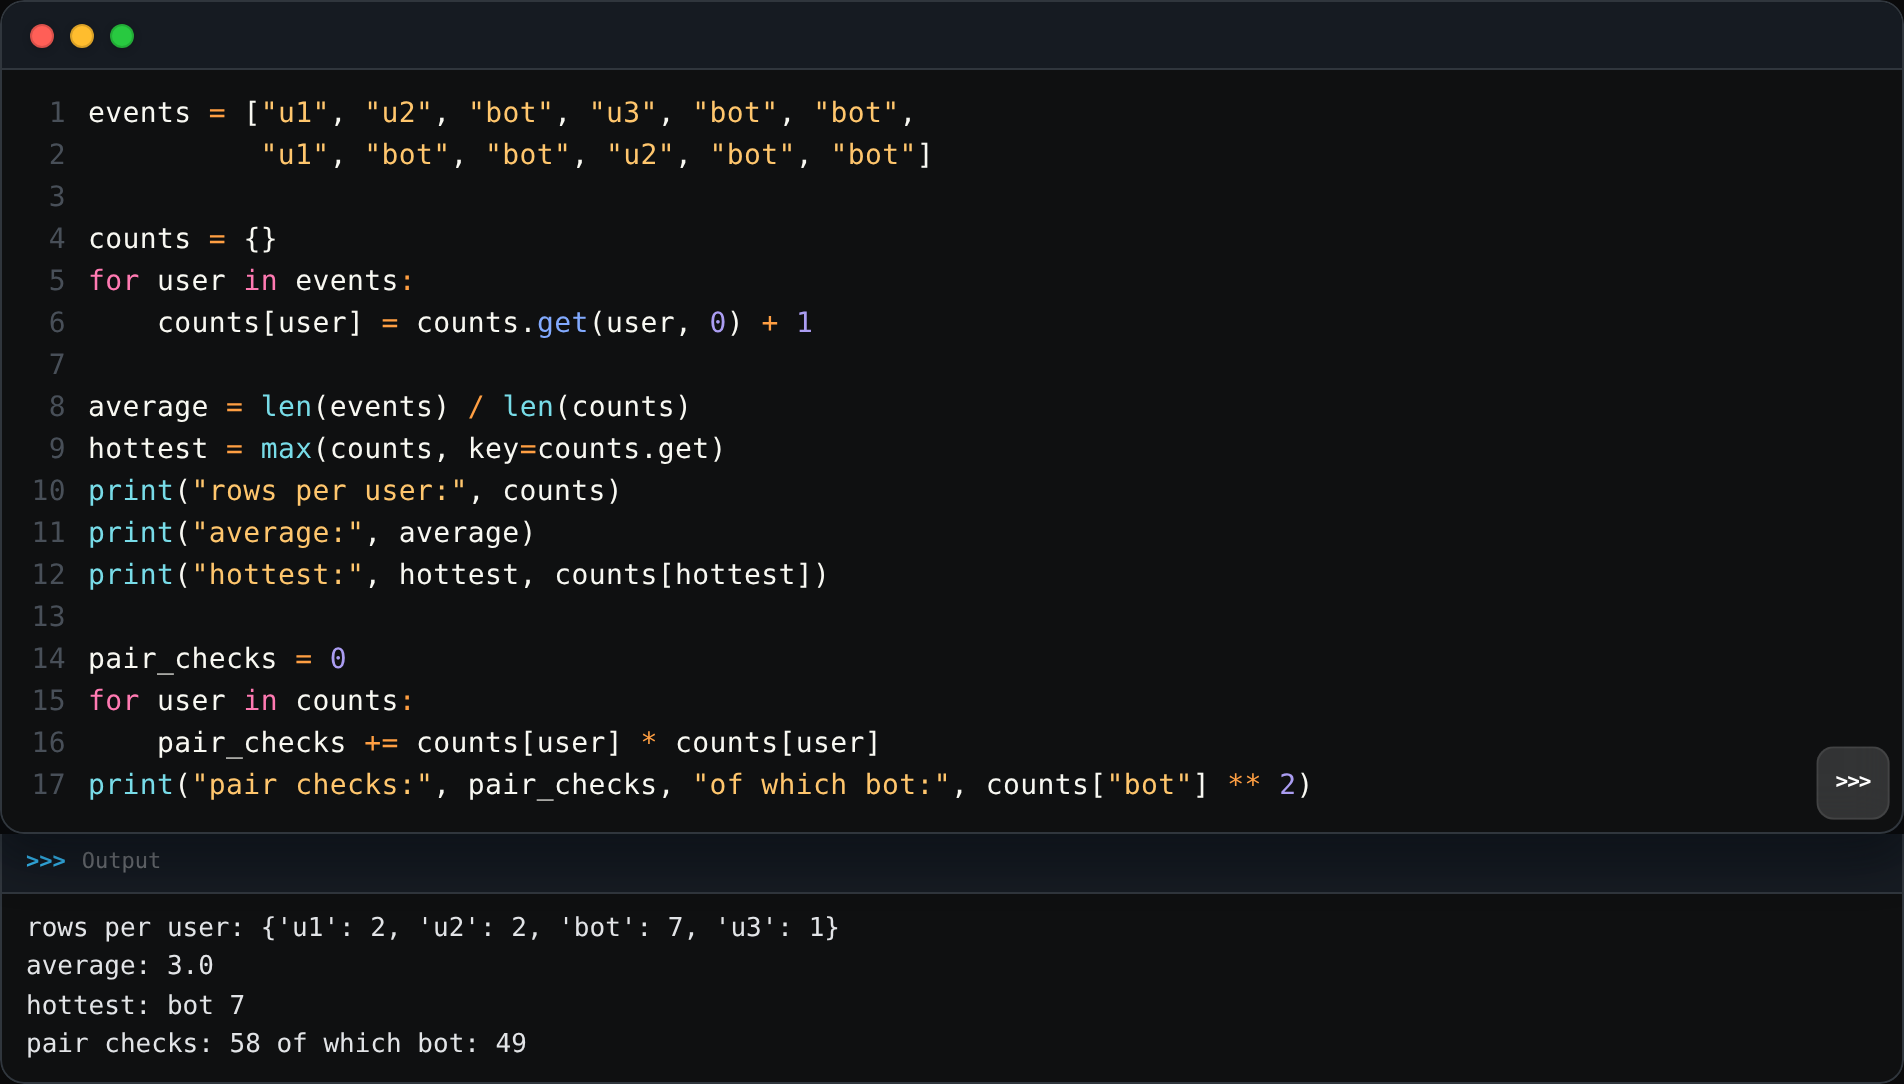 1 events = ["u1", "u2", "bot", "u3", "bot", "bot",
2           "u1", "bot", "bot", "u2", "bot", "bot"]
3
4 counts = {}
5 for user in events:
6     counts[user] = counts.get(user, 0) + 1
7
8 average = len(events) / len(counts)
9 hottest = max(counts, key=counts.get)
10 print("rows per user:", counts)
11 print("average:", average)
12 print("hottest:", hottest, counts[hottest])
13
14 pair_checks = 0
15 for user in counts:
16     pair_checks += counts[user] * counts[user]
17 print("pair checks:", pair_checks, "of which bot:", counts["bot"] ** 2)
>>>
>>> Output
rows per user: {'u1': 2, 'u2': 2, 'bot': 7, 'u3': 1}
average: 3.0
hottest: bot 7
pair checks: 58 of which bot: 49